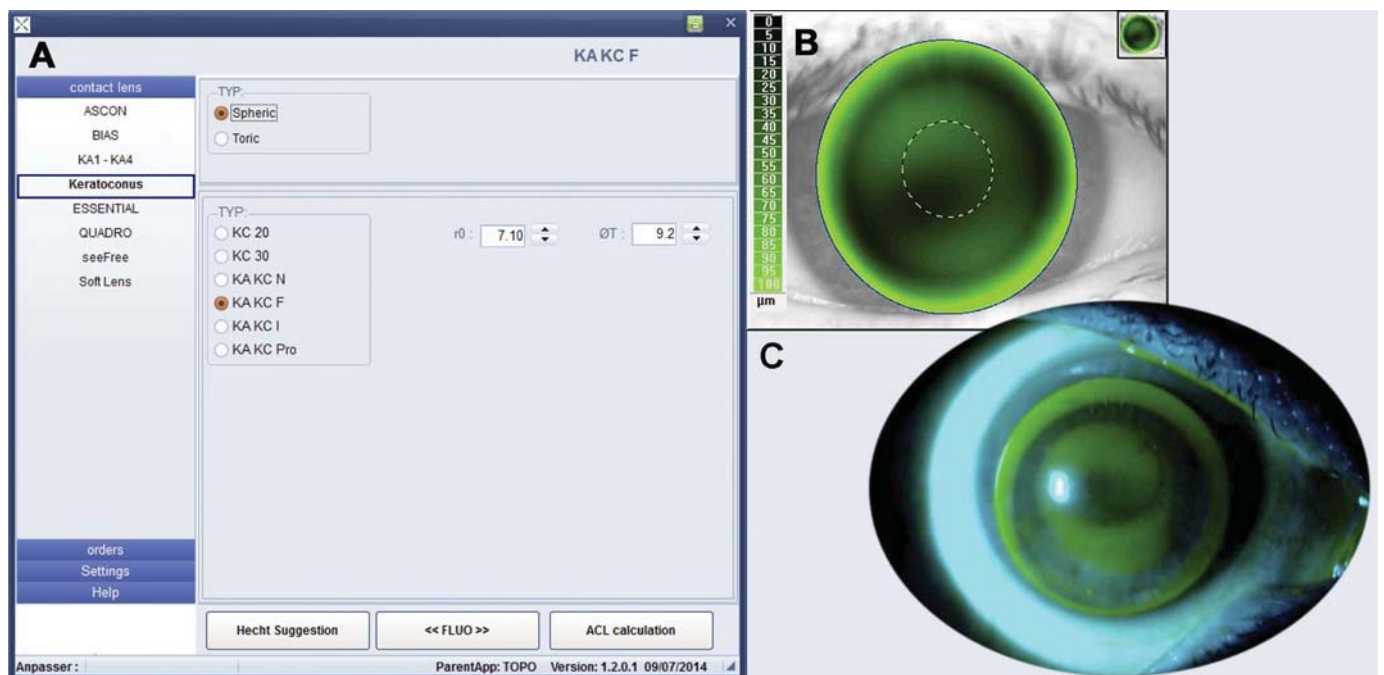 A
KA KC F
contact lens
ASCON
BIAS
KA1 - KA4
Keratoconus
ESSENTIAL
QUADRO
seeFree
Soft Lens
orders
Settings
Help
TYP:
Spheric
Toric
TYP:
KC 20
KC 30
KA KC N
KA KC F
KA KC I
KA KC Pro
r0 : 7.10 ØT : 9.2
Hecht Suggestion << FLUO >> ACL calculation
Anpasser : ParentApp: TOPO Version: 1.2.0.1 09/07/2014
B
0
5
10
15
20
25
30
35
40
45
50
55
60
65
70
75
80
85
90
95
100
µm
C